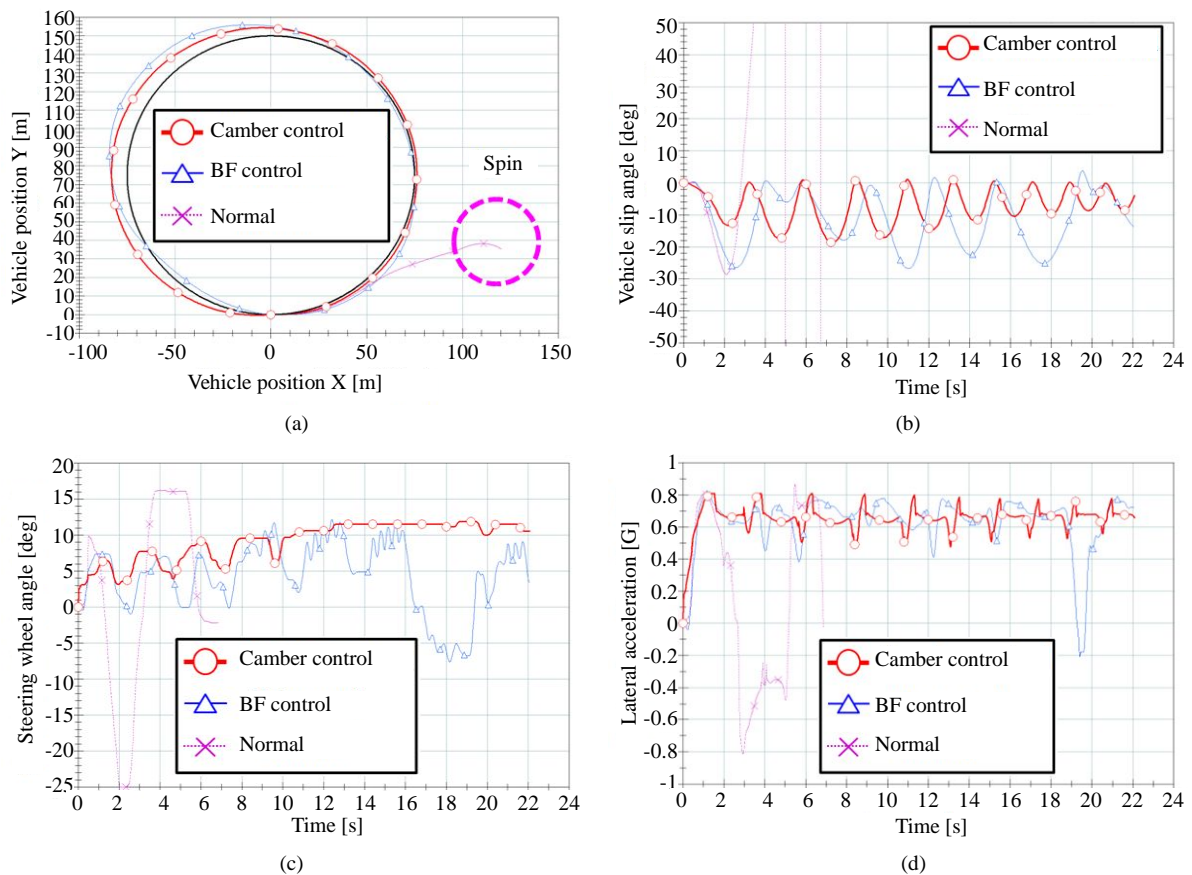 160
150
140
130
120
110
100
90
80
70
60
50
40
30
20
10
0
-10
Vehicle position Y [m]
Camber control
BF control
Normal
Spin
-100 -50 0 50 100 150
Vehicle position X [m]
(a)
50
40
30
20
10
0
-10
-20
-30
-40
-50
Vehicle slip angle [deg]
Camber control
BF control
Normal
0 2 4 6 8 10 12 14 16 18 20 22 24
Time [s]
(b)
20
15
10
5
0
-5
-10
-15
-20
-25
Steering wheel angle [deg]
Camber control
BF control
Normal
0 2 4 6 8 10 12 14 16 18 20 22 24
Time [s]
(c)
1
0.8
0.6
0.4
0.2
0
-0.2
-0.4
-0.6
-0.8
-1
Lateral acceleration [G]
Camber control
BF control
Normal
0 2 4 6 8 10 12 14 16 18 20 22 24
Time [s]
(d)